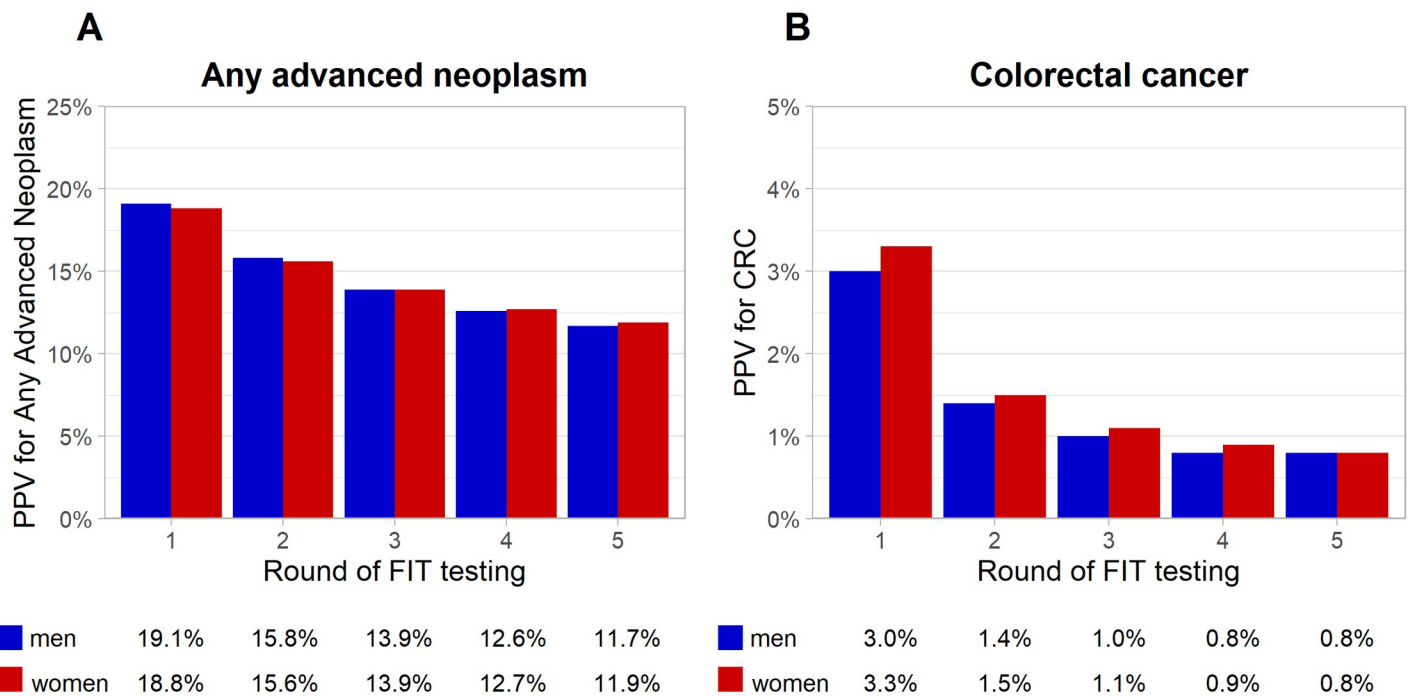 A
Any advanced neoplasm
PPV for Any Advanced Neoplasm
25%
20%
15%
10%
5%
0%
1 2 3 4 5
Round of FIT testing
men 19.1% 15.8% 13.9% 12.6% 11.7%
women 18.8% 15.6% 13.9% 12.7% 11.9%
B
Colorectal cancer
PPV for CRC
5%
4%
3%
2%
1%
0%
1 2 3 4 5
Round of FIT testing
men 3.0% 1.4% 1.0% 0.8% 0.8%
women 3.3% 1.5% 1.1% 0.9% 0.8%